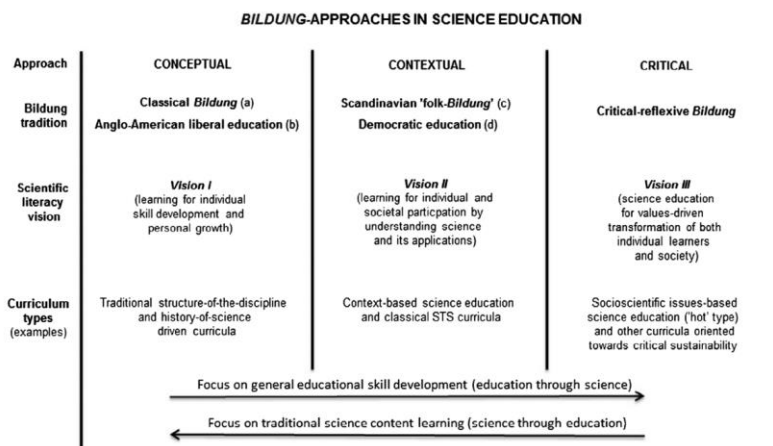 BILDUNG-APPROACHES IN SCIENCE EDUCATION
Approach
CONCEPTUAL
CONTEXTUAL
CRITICAL
Bildung
tradition
Classical Bildung (a)
Anglo-American liberal education (b)
Scandinavian 'folk-Bildung' (c)
Democratic education (d)
Critical-reflexive Bildung
Scientific
literacy
vision
Vision I
(learning for individual
skill development and
personal growth)
Vision II
(learning for individual and
societal particpation by
understanding science
and its applications)
Vision III
(science education
for values-driven
transformation of both
individual learners
and society)
Curriculum
types
(examples)
Traditional structure-of-the-discipline
and history-of-science
driven curricula
Context-based science education
and classical STS curricula
Socioscientific issues-based
science education ('hot' type)
and other curricula oriented
towards critical sustainability
Focus on general educational skill development (education through science)
Focus on traditional science content learning (science through education)